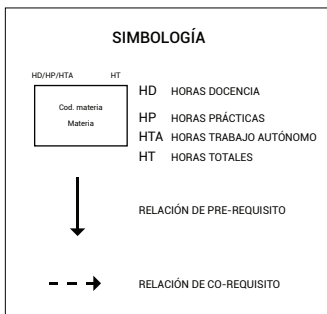 SIMBOLOGÍA
HD/HP/HTA HT
Cod. materia
Materia
HD HORAS DOCENCIA
HP HORAS PRÁCTICAS
HTA HORAS TRABAJO AUTÓNOMO
HT HORAS TOTALES
RELACIÓN DE PRE-REQUISITO
RELACIÓN DE CO-REQUISITO